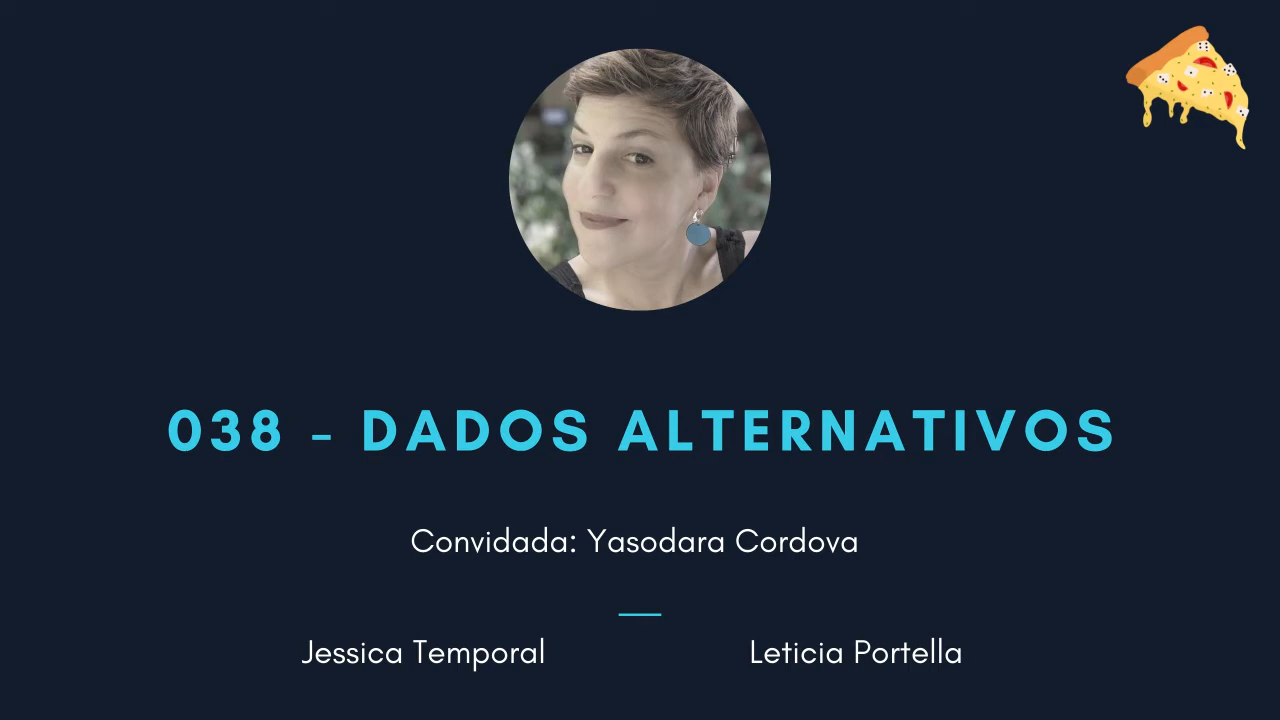 038 - DADOS ALTERNATIVOS
Convidada: Yasodara Cordova
Jessica Temporal
Leticia Portella